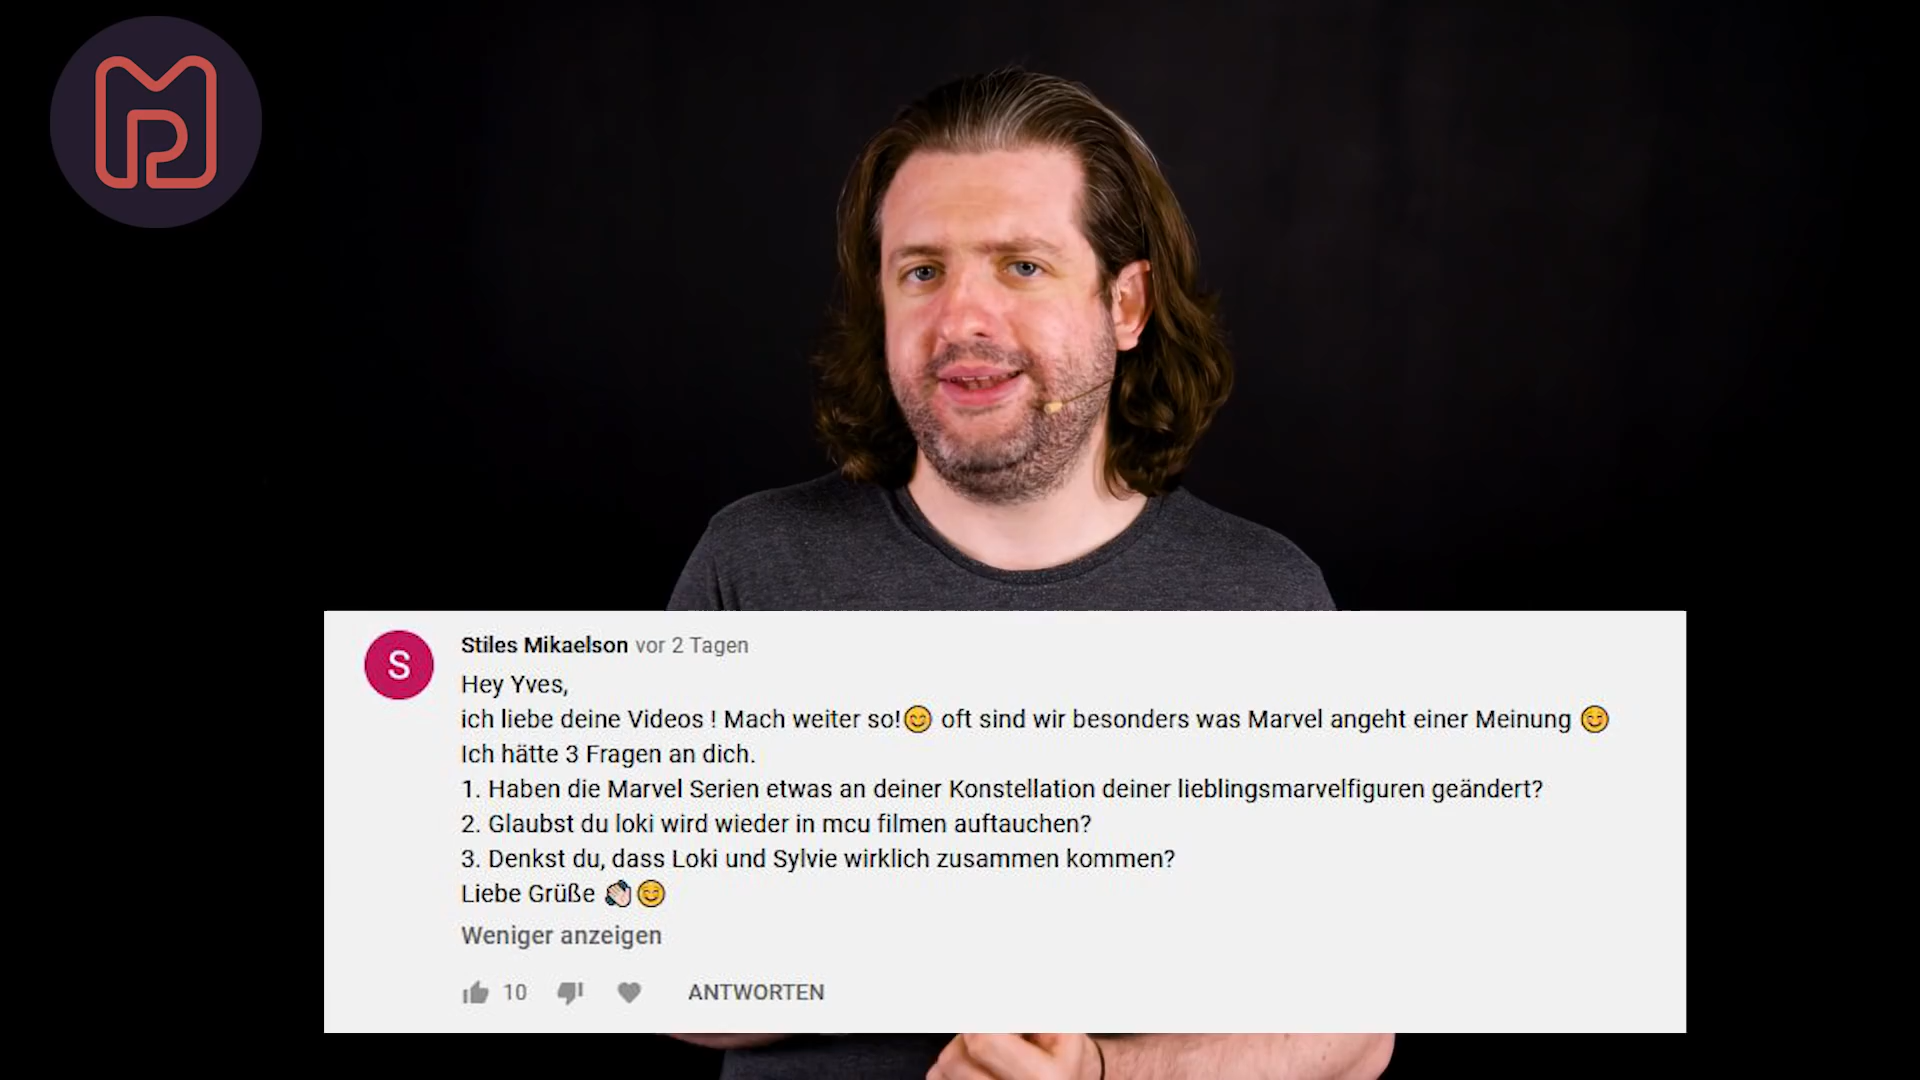 MP
Stiles Mikaelson vor 2 Tagen
S
Hey Yves,
ich liebe deine Videos ! Mach weiter so!😊 oft sind wir besonders was Marvel angeht einer Meinung 😊
Ich hätte 3 Fragen an dich.
1. Haben die Marvel Serien etwas an deiner Konstellation deiner lieblingsmarvelfiguren geändert?
2. Glaubst du loki wird wieder in mcu filmen auftauchen?
3. Denkst du, dass Loki und Sylvie wirklich zusammen kommen?
Liebe Grüße 👏🏻😊
Weniger anzeigen
10 ANTWORTEN